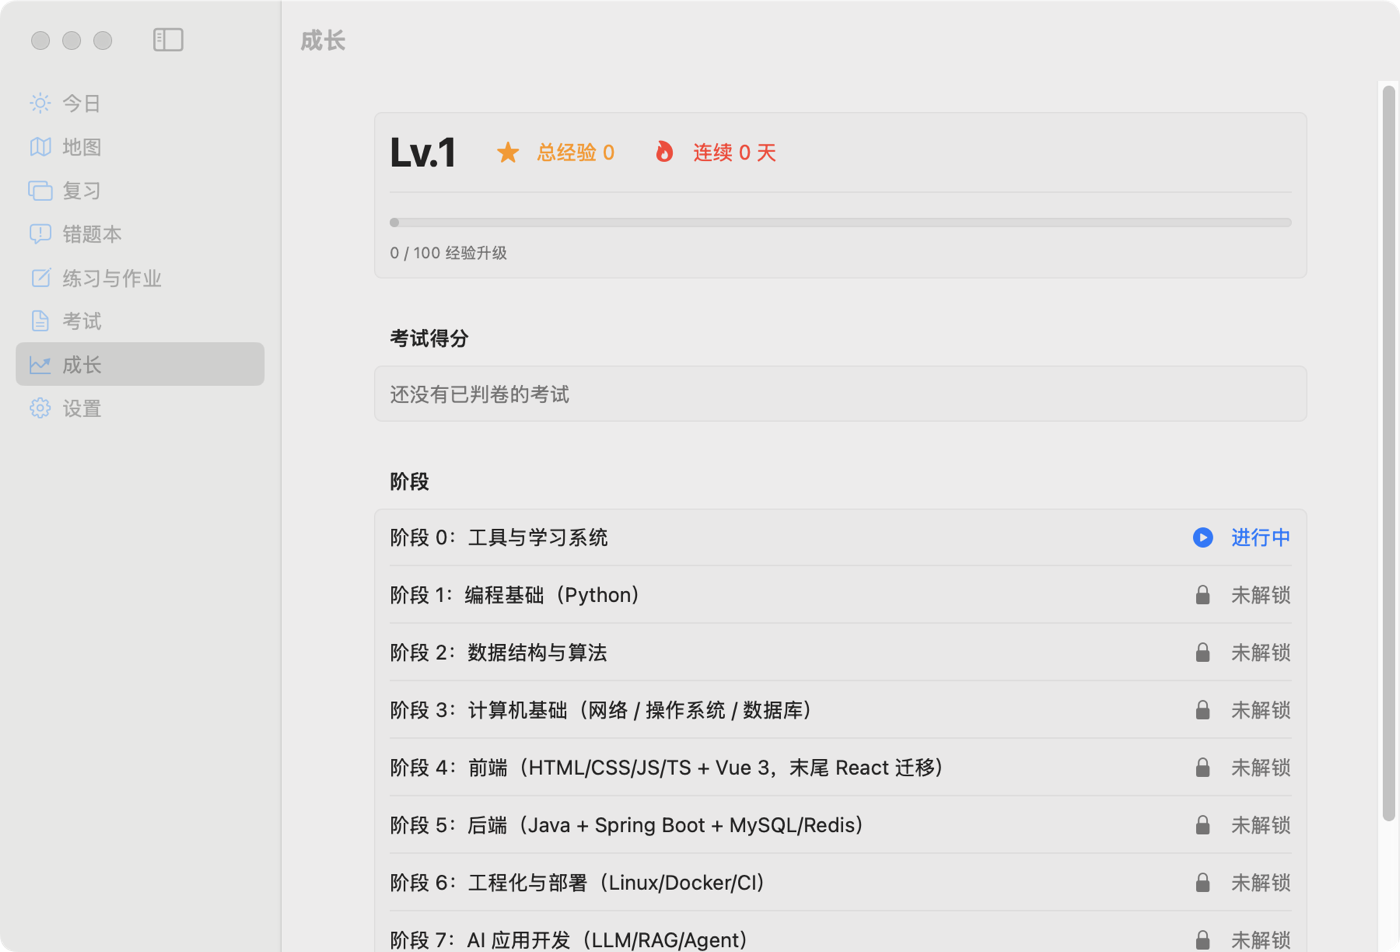 成长
今日
地图
复习
错题本
练习与作业
考试
成长
设置
Lv.1 总经验 0 连续 0 天
0 / 100 经验升级
考试得分
还没有已判卷的考试
阶段
阶段 0：工具与学习系统 进行中
阶段 1：编程基础（Python） 未解锁
阶段 2：数据结构与算法 未解锁
阶段 3：计算机基础（网络 / 操作系统 / 数据库） 未解锁
阶段 4：前端（HTML/CSS/JS/TS + Vue 3，末尾 React 迁移） 未解锁
阶段 5：后端（Java + Spring Boot + MySQL/Redis） 未解锁
阶段 6：工程化与部署（Linux/Docker/CI） 未解锁
阶段 7：AI 应用开发（LLM/RAG/Agent） 未解锁